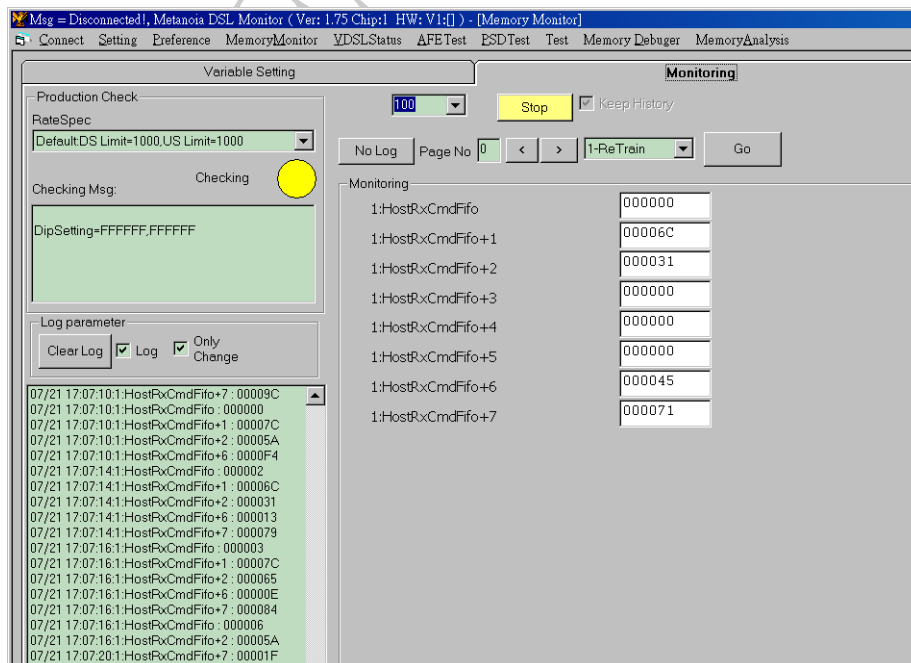 Msg = Disconnected!, Metanoia DSL Monitor ( Ver: 1.75 Chip:1 HW: V1:[] ) - [Memory Monitor]
Connect Setting Preference MemoryMonitor VDSLStatus AFETest PSDTest Test Memory Debuger MemoryAnalysis
Variable Setting
Monitoring
Production Check
RateSpec
Default:DS Limit=1000,US Limit=1000
Checking
Checking Msg:
DipSetting=FFFFFF,FFFFFF
Log parameter
Clear Log Log Only Change
07/21 17:07:10:1:HostRxCmdFifo+7 : 00009C
07/21 17:07:10:1:HostRxCmdFifo : 000000
07/21 17:07:10:1:HostRxCmdFifo+1 : 00007C
07/21 17:07:10:1:HostRxCmdFifo+2 : 00005A
07/21 17:07:10:1:HostRxCmdFifo+6 : 0000F4
07/21 17:07:14:1:HostRxCmdFifo : 000002
07/21 17:07:14:1:HostRxCmdFifo+1 : 00006C
07/21 17:07:14:1:HostRxCmdFifo+2 : 000031
07/21 17:07:14:1:HostRxCmdFifo+6 : 000013
07/21 17:07:14:1:HostRxCmdFifo+7 : 000079
07/21 17:07:16:1:HostRxCmdFifo : 000003
07/21 17:07:16:1:HostRxCmdFifo+1 : 00007C
07/21 17:07:16:1:HostRxCmdFifo+2 : 000065
07/21 17:07:16:1:HostRxCmdFifo+6 : 00000E
07/21 17:07:16:1:HostRxCmdFifo+7 : 000084
07/21 17:07:16:1:HostRxCmdFifo : 000006
07/21 17:07:16:1:HostRxCmdFifo+2 : 00005A
07/21 17:07:20:1:HostRxCmdFifo+7 : 00001F
100 Stop Keep History
No Log Page No 0 < > 1-ReTrain Go
Monitoring
1:HostRxCmdFifo 000000
1:HostRxCmdFifo+1 00006C
1:HostRxCmdFifo+2 000031
1:HostRxCmdFifo+3 000000
1:HostRxCmdFifo+4 000000
1:HostRxCmdFifo+5 000000
1:HostRxCmdFifo+6 000045
1:HostRxCmdFifo+7 000071